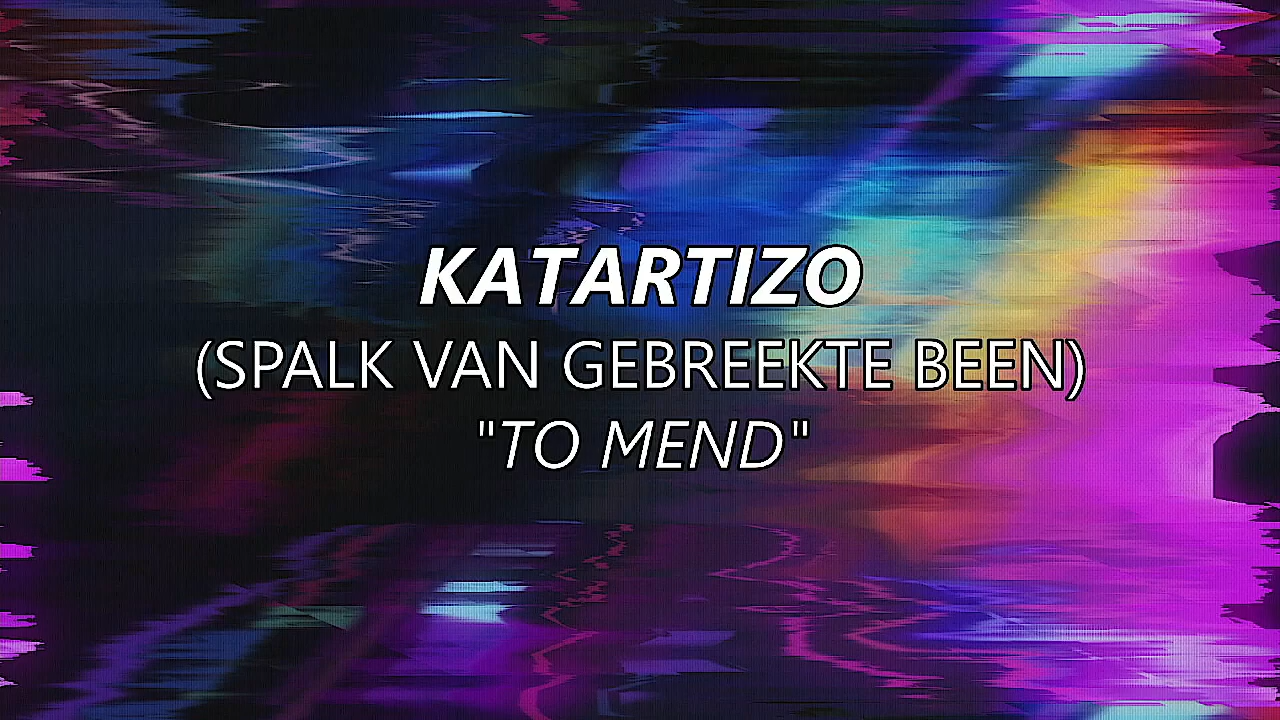 KATARTIZO
(SPALK VAN GEBREEKTE BEEN)
"TO MEND"